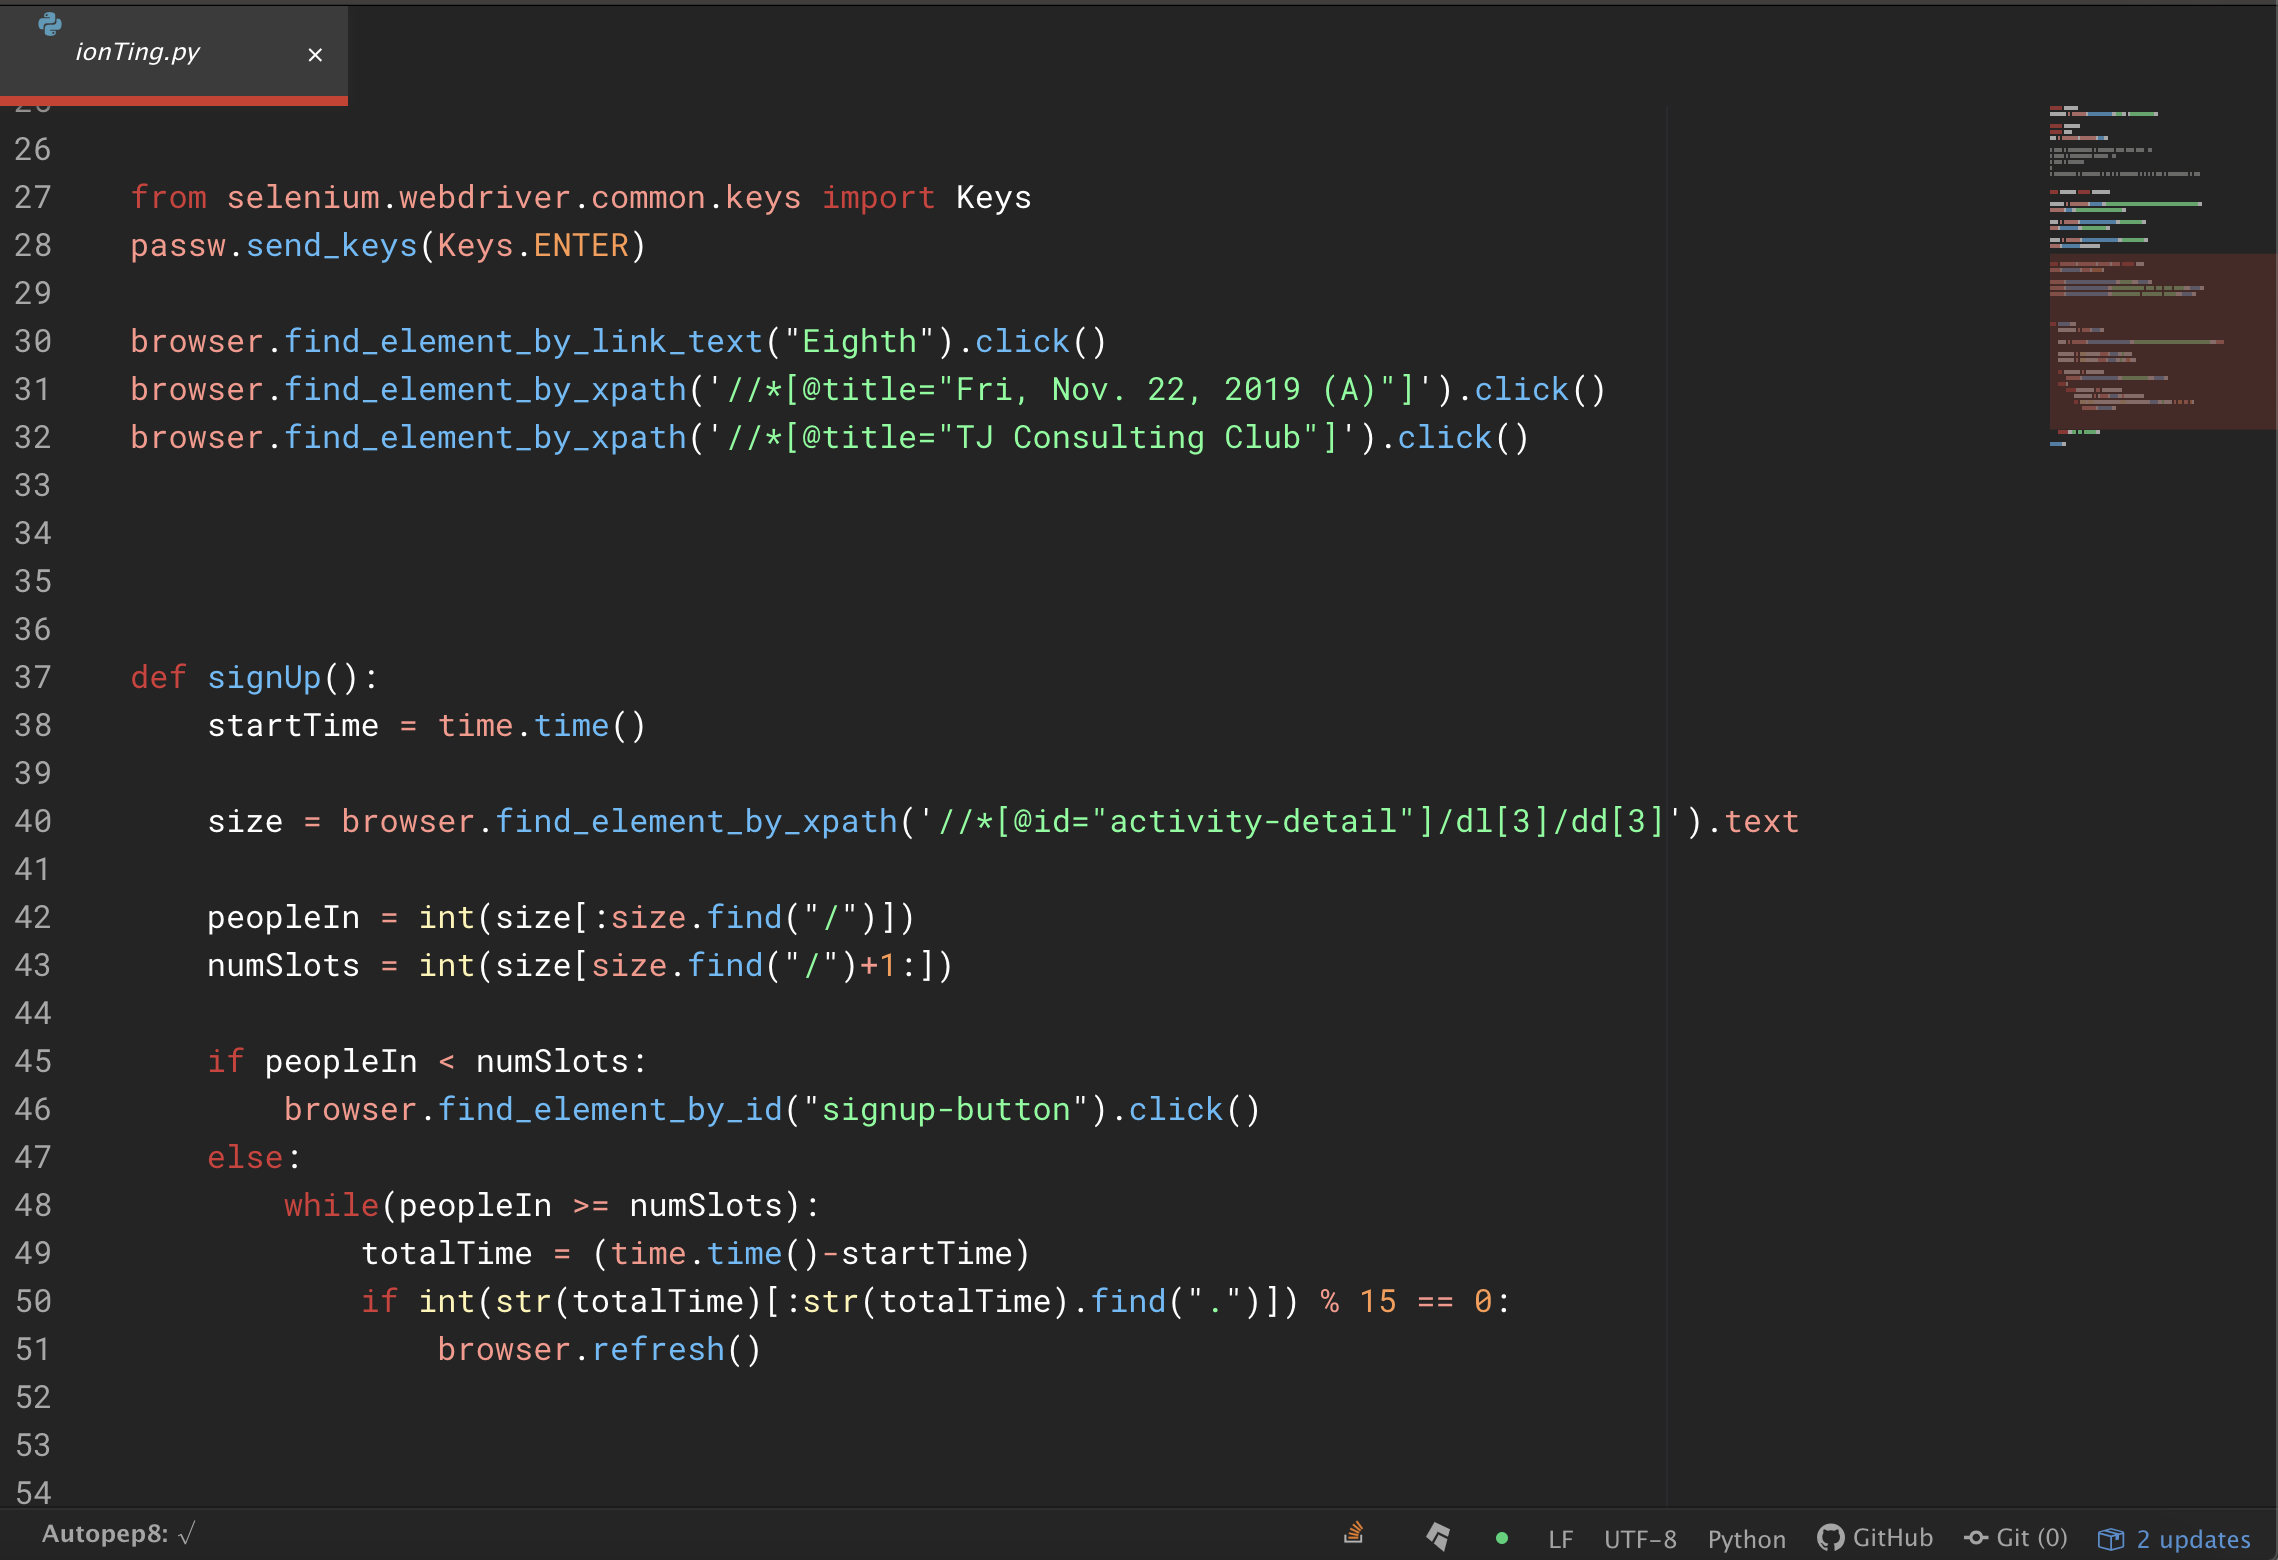 ionTing.py ×
26
27 from selenium.webdriver.common.keys import Keys
28 passw.send_keys(Keys.ENTER)
29
30 browser.find_element_by_link_text("Eighth").click()
31 browser.find_element_by_xpath('//*[@title="Fri, Nov. 22, 2019 (A)"]').click()
32 browser.find_element_by_xpath('//*[@title="TJ Consulting Club"]').click()
33
34
35
36
37 def signUp():
38     startTime = time.time()
39
40     size = browser.find_element_by_xpath('//*[@id="activity-detail"]/dl[3]/dd[3]').text
41
42     peopleIn = int(size[:size.find("/")])
43     numSlots = int(size[size.find("/")+1:])
44
45     if peopleIn < numSlots:
46         browser.find_element_by_id("signup-button").click()
47     else:
48         while(peopleIn >= numSlots):
49             totalTime = (time.time()-startTime)
50             if int(str(totalTime)[:str(totalTime).find(".")]) % 15 == 0:
51                 browser.refresh()
52
53
54
Autopep8: √ LF UTF-8 Python GitHub Git (0) 2 updates